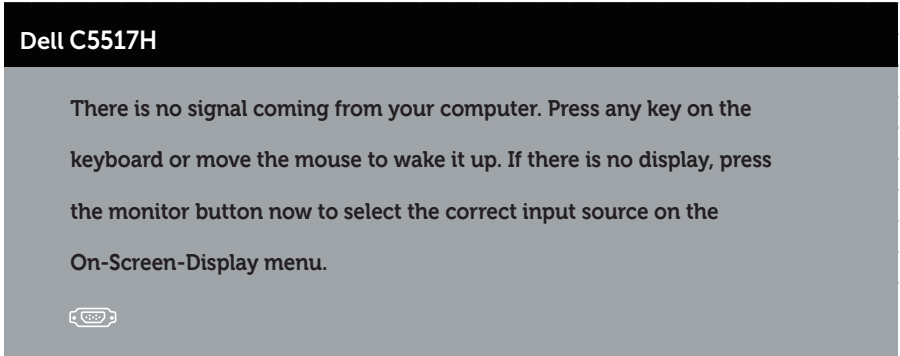 Dell C5517H
There is no signal coming from your computer. Press any key on the
keyboard or move the mouse to wake it up. If there is no display, press
the monitor button now to select the correct input source on the
On-Screen-Display menu.